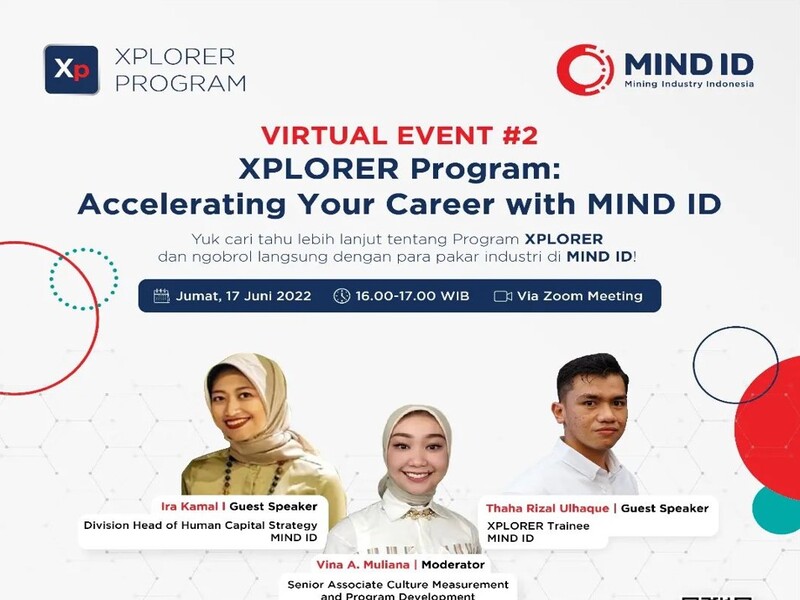 Xp XPLORER
PROGRAM
MIND ID
Mining Industry Indonesia
VIRTUAL EVENT #2
XPLORER Program:
Accelerating Your Career with MIND ID
Yuk cari tahu lebih lanjut tentang Program XPLORER
dan ngobrol langsung dengan para pakar industri di MIND ID!
Jumat, 17 Juni 2022 16.00-17.00 WIB Via Zoom Meeting
Ira Kamal | Guest Speaker
Division Head of Human Capital Strategy
MIND ID
Thaha Rizal Ulhaque | Guest Speaker
XPLORER Trainee
MIND ID
Vina A. Muliana | Moderator
Senior Associate Culture Measurement
and Program Development